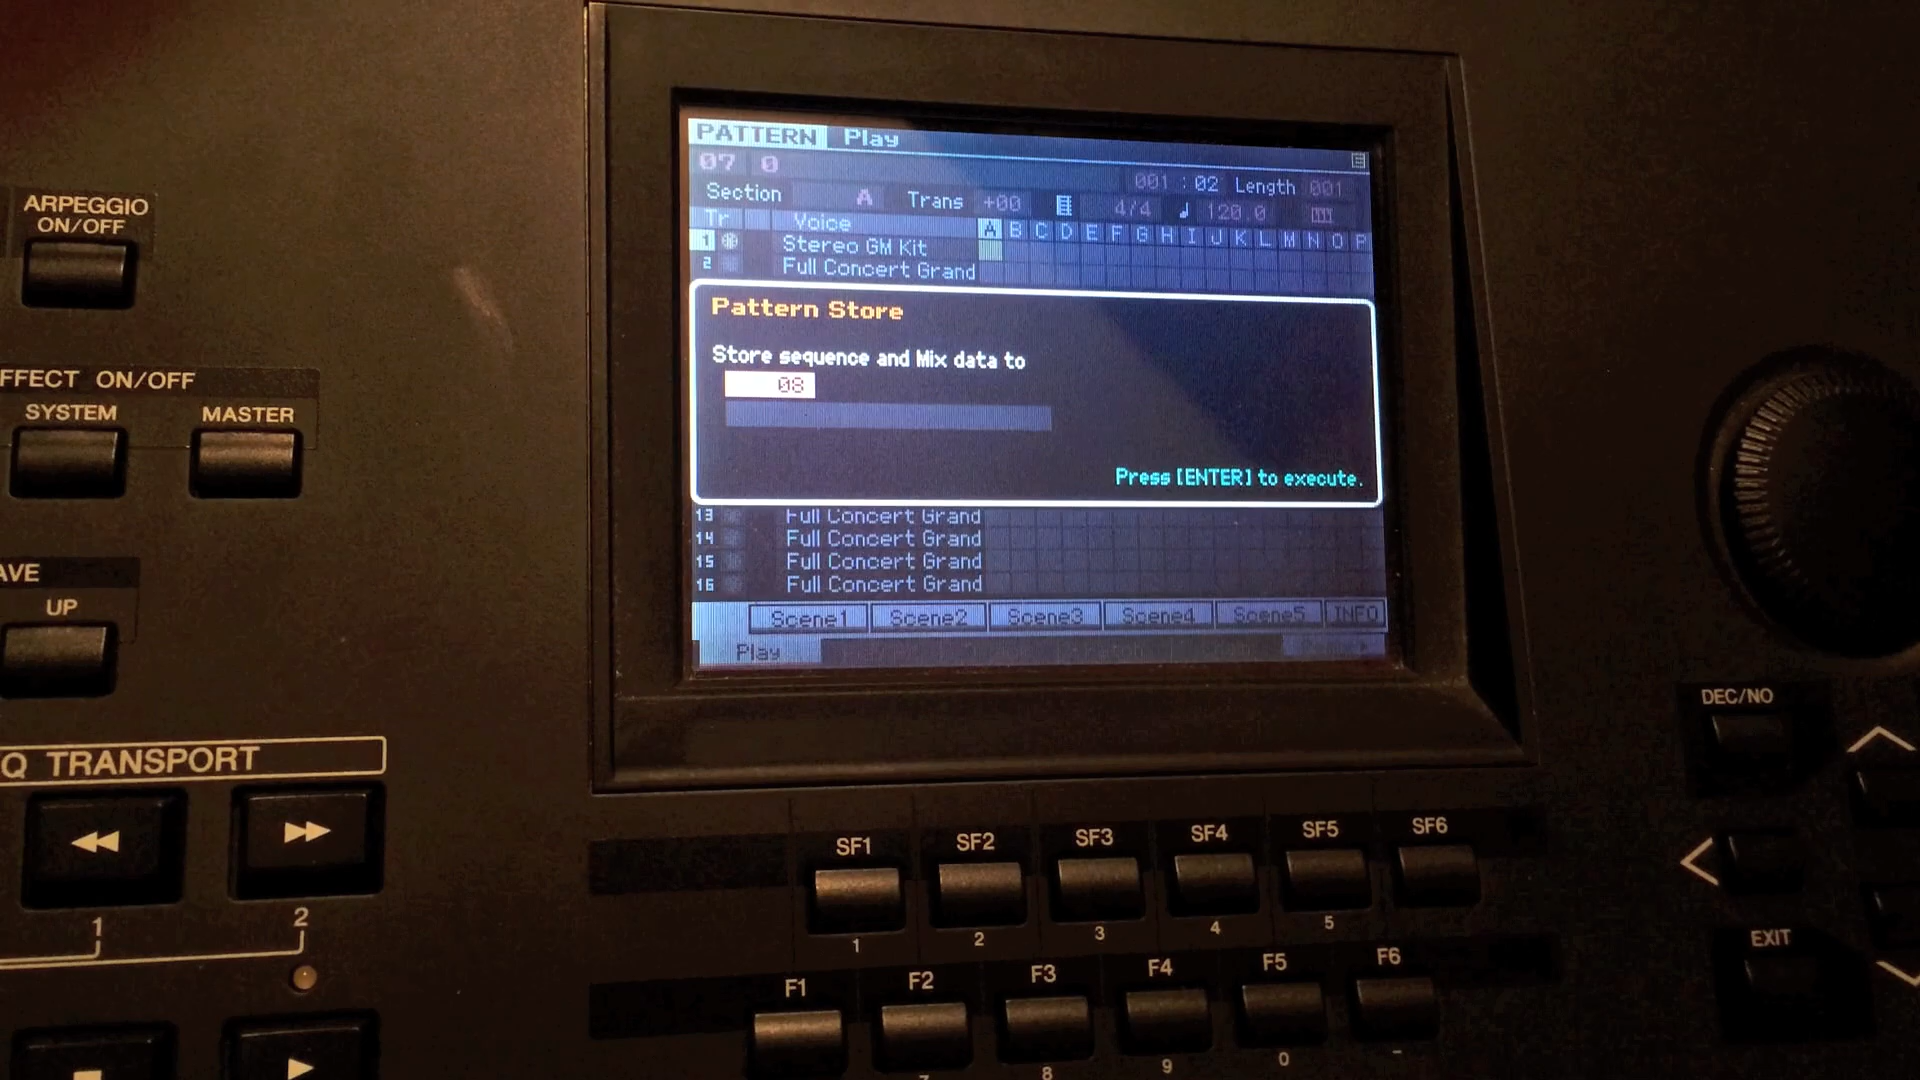 ARPEGGIO
ON/OFF
FFECT ON/OFF
SYSTEM
MASTER
AVE
UP
Q TRANSPORT
1
2
PATTERN Play
07 0
001 : 02 Length 001
Section A Trans +00 4/4 120.0
Tr Voice A B C D E F G H I J K L M N O P
1 Stereo GM Kit
2 Full Concert Grand
Pattern Store
Store sequence and Mix data to
08
Press [ENTER] to execute.
13 Full Concert Grand
14 Full Concert Grand
15 Full Concert Grand
16 Full Concert Grand
Scene1 Scene2 Scene3 Scene4 Scene5 INFO
Play
SF1 SF2 SF3 SF4 SF5 SF6
1 2 3 4 5
F1 F2 F3 F4 F5 F6
7 8 9 0 -
DEC/NO
EXIT